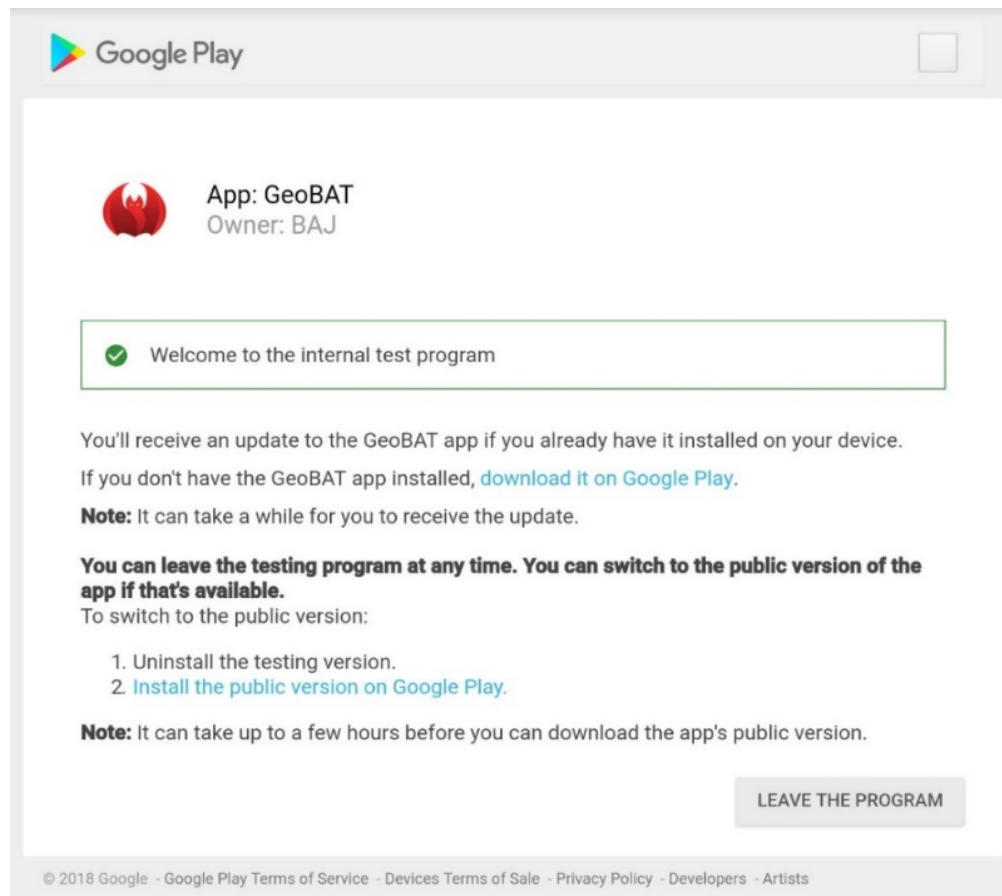 Google Play
App: GeoBAT
Owner: BAJ
Welcome to the internal test program
You'll receive an update to the GeoBAT app if you already have it installed on your device.
If you don't have the GeoBAT app installed, download it on Google Play.
Note: It can take a while for you to receive the update.
You can leave the testing program at any time. You can switch to the public version of the
app if that's available.
To switch to the public version:
1. Uninstall the testing version.
2. Install the public version on Google Play.
Note: It can take up to a few hours before you can download the app's public version.
LEAVE THE PROGRAM
© 2018 Google - Google Play Terms of Service - Devices Terms of Sale - Privacy Policy - Developers - Artists